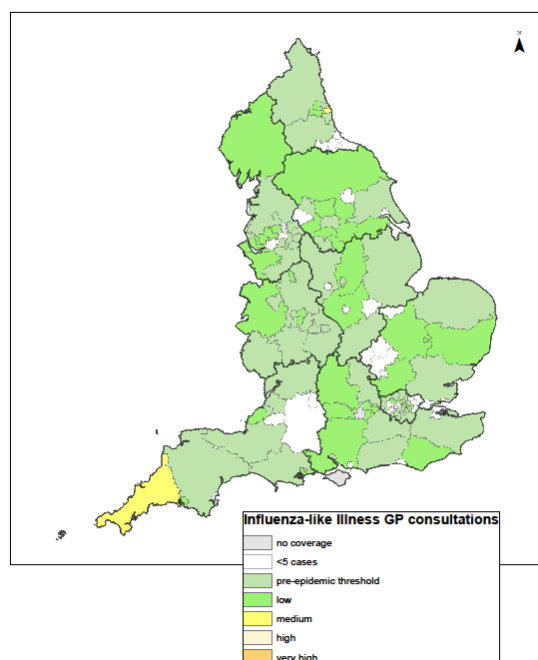 N
Influenza-like Illness GP consultations
no coverage
<5 cases
pre-epidemic threshold
low
medium
high
very high